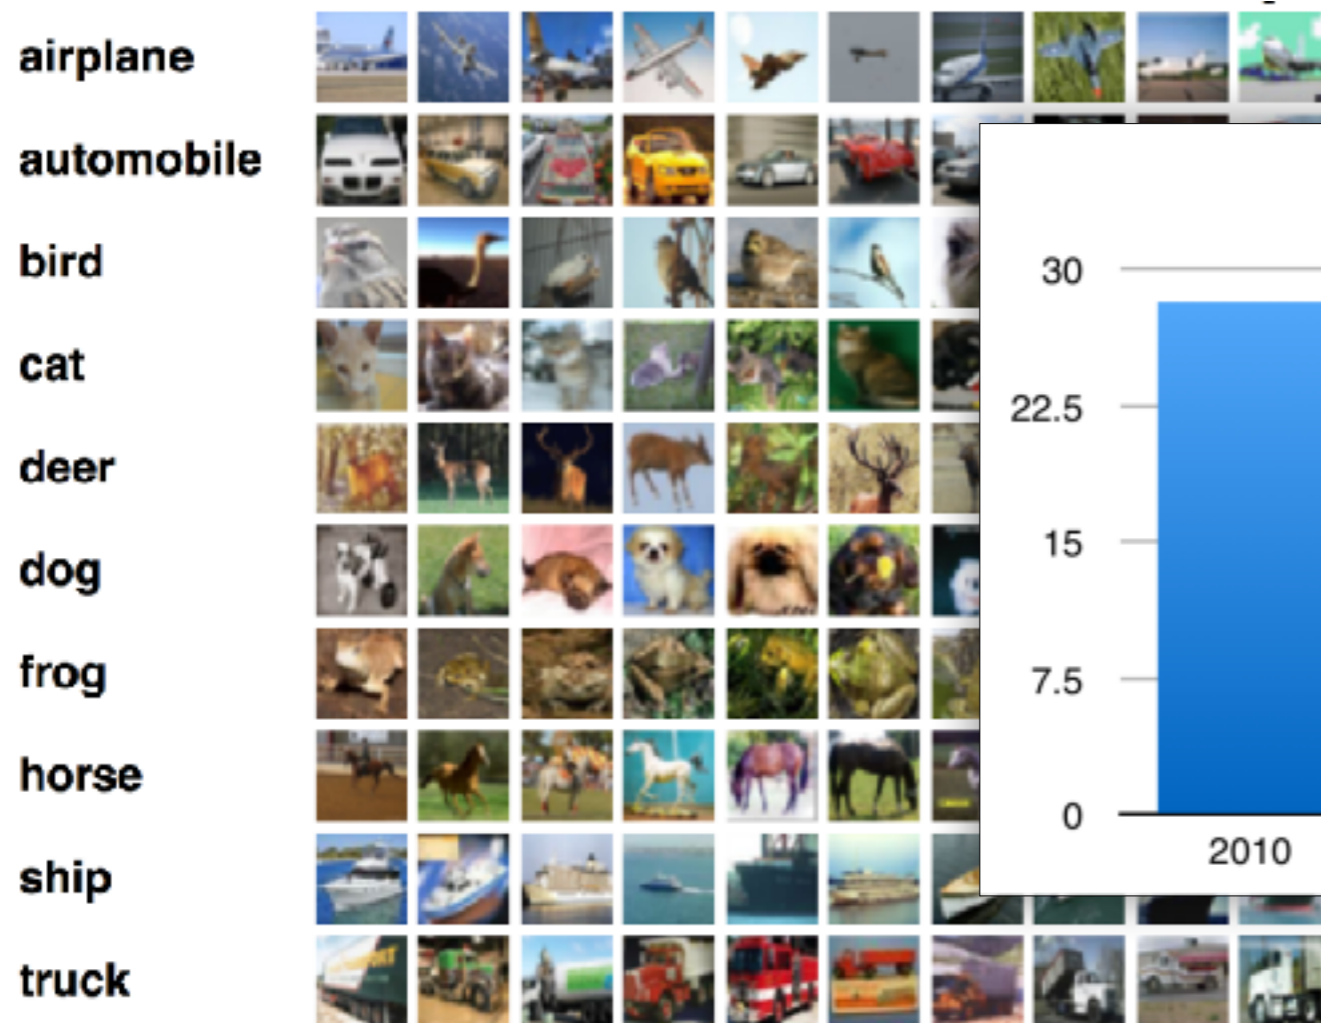 airplane
automobile
bird
cat
deer
dog
frog
horse
ship
truck
30
22.5
15
7.5
0
2010